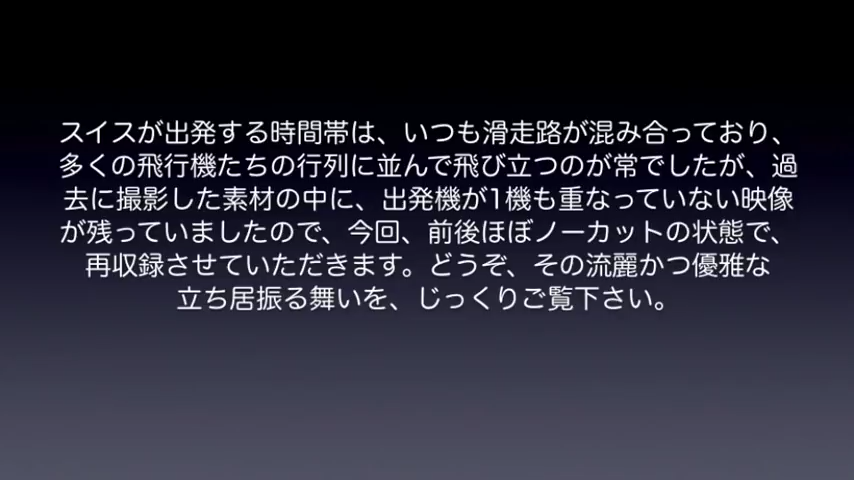 スイスが出発する時間帯は、いつも滑走路が混み合っており、
多くの飛行機たちの行列に並んで飛び立つのが常でしたが、過
去に撮影した素材の中に、出発機が1機も重なっていない映像
が残っていましたので、今回、前後ほぼノーカットの状態で、
再収録させていただきます。どうぞ、その流麗かつ優雅な
立ち居振る舞いを、じっくりご覧下さい。